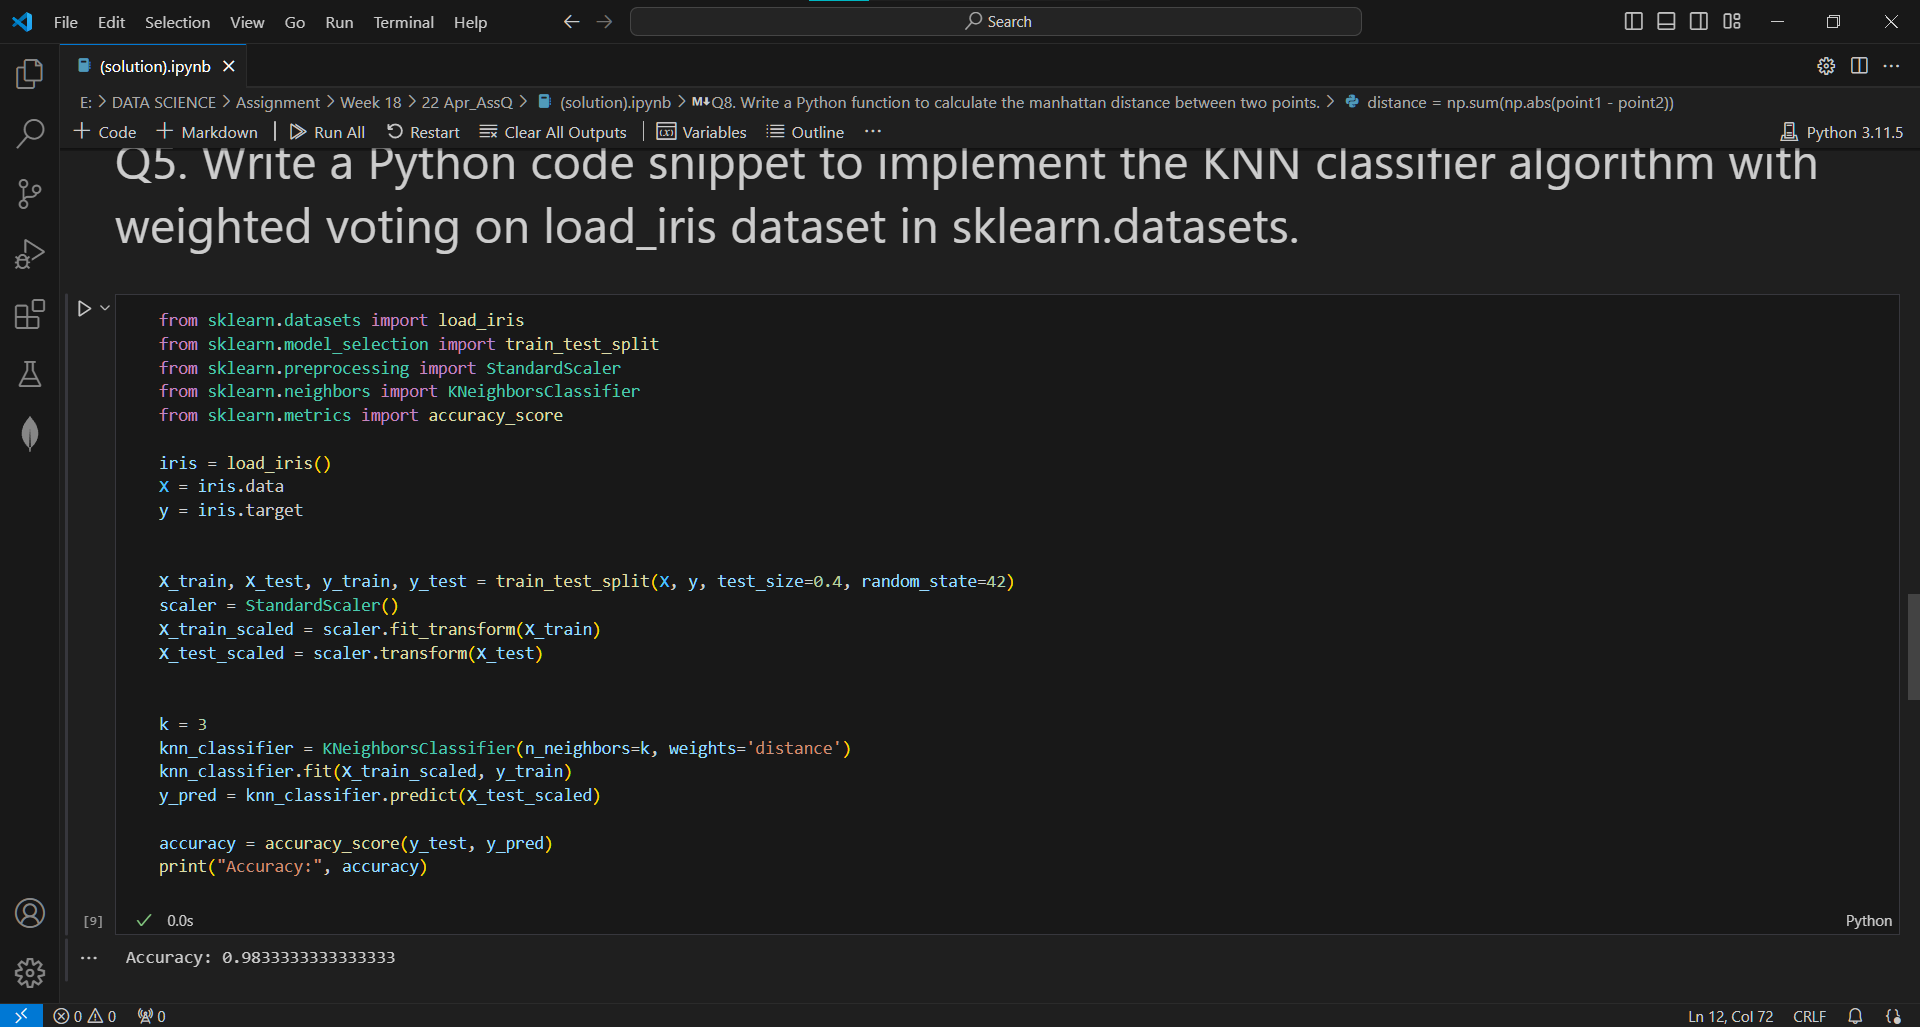 File Edit Selection View Go Run Terminal Help
Search
(solution).ipynb
E: > DATA SCIENCE > Assignment > Week 18 > 22 Apr_AssQ > (solution).ipynb > M↓Q8. Write a Python function to calculate the manhattan distance between two points. > distance = np.sum(np.abs(point1 - point2))
+ Code + Markdown | Run All Restart Clear All Outputs | Variables Outline ··· Python 3.11.5
Q5. Write a Python code snippet to implement the KNN classifier algorithm with
weighted voting on load_iris dataset in sklearn.datasets.
from sklearn.datasets import load_iris
from sklearn.model_selection import train_test_split
from sklearn.preprocessing import StandardScaler
from sklearn.neighbors import KNeighborsClassifier
from sklearn.metrics import accuracy_score
iris = load_iris()
X = iris.data
y = iris.target
X_train, X_test, y_train, y_test = train_test_split(X, y, test_size=0.4, random_state=42)
scaler = StandardScaler()
X_train_scaled = scaler.fit_transform(X_train)
X_test_scaled = scaler.transform(X_test)
k = 3
knn_classifier = KNeighborsClassifier(n_neighbors=k, weights='distance')
knn_classifier.fit(X_train_scaled, y_train)
y_pred = knn_classifier.predict(X_test_scaled)
accuracy = accuracy_score(y_test, y_pred)
print("Accuracy:", accuracy)
[9] ✓ 0.0s Python
··· Accuracy: 0.9833333333333333
0 0 0 Ln 12, Col 72 CRLF